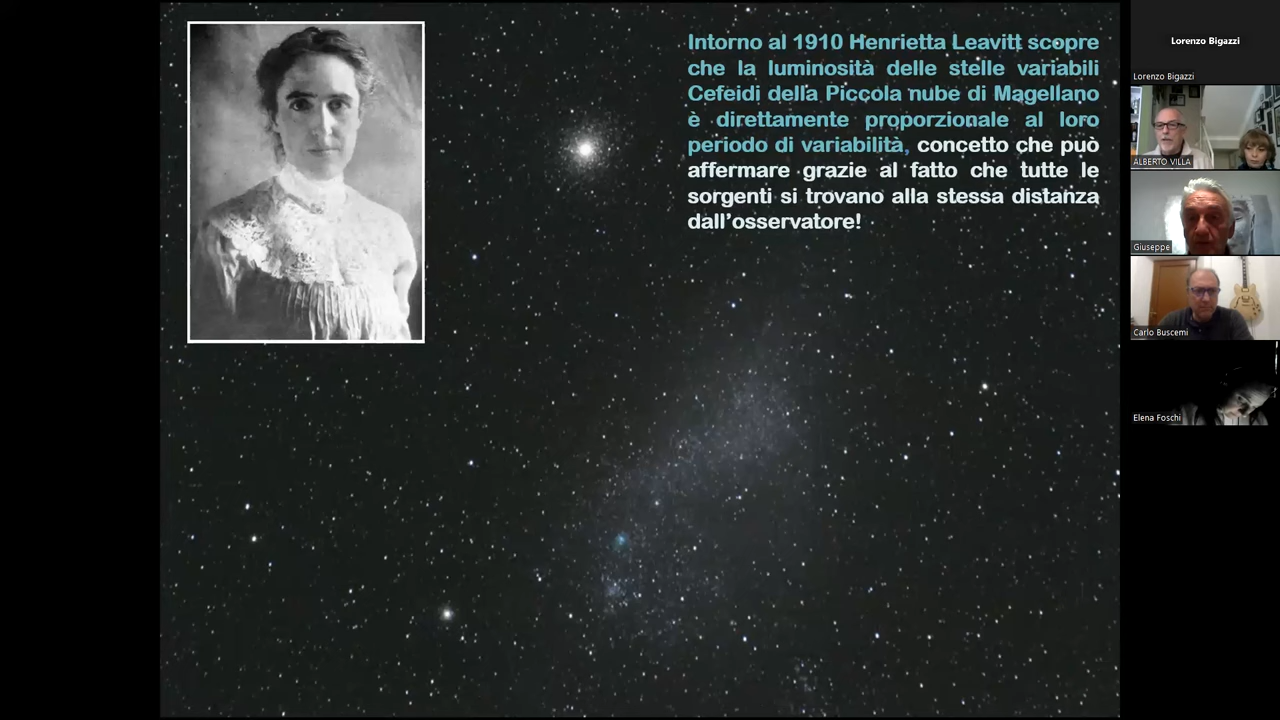 Intorno al 1910 Henrietta Leavitt scopre
che la luminosità delle stelle variabili
Cefeidi della Piccola nube di Magellano
è direttamente proporzionale al loro
periodo di variabilità, concetto che può
affermare grazie al fatto che tutte le
sorgenti si trovano alla stessa distanza
dall'osservatore!
Lorenzo Bigazzi
Lorenzo Bigazzi
ALBERTO VILLA
Giuseppe
Carlo Buscemi
Elena Foschi